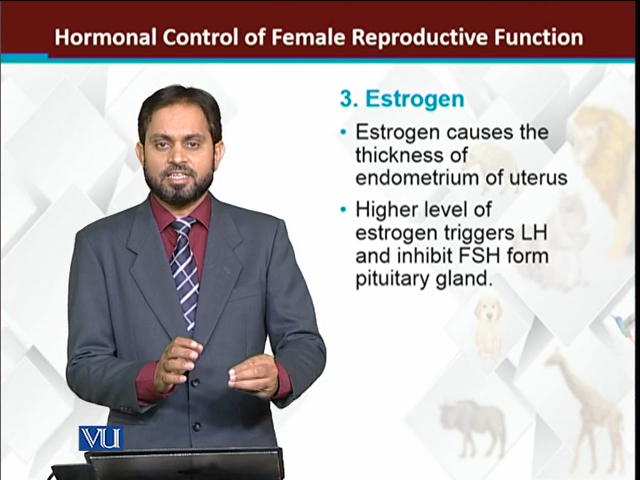 Hormonal Control of Female Reproductive Function
3. Estrogen
• Estrogen causes the
thickness of
endometrium of uterus
• Higher level of
estrogen triggers LH
and inhibit FSH form
pituitary gland.
VU